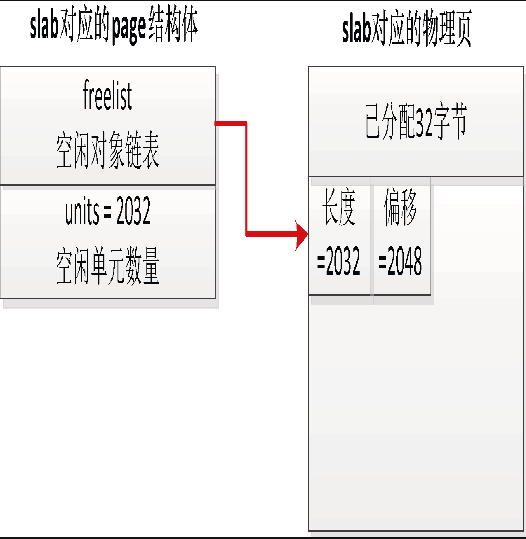 slab对应的page结构体
slab对应的物理页
freelist
空闲对象链表
units = 2032
空闲单元数量
已分配32字节
长度
=2032
偏移
=2048